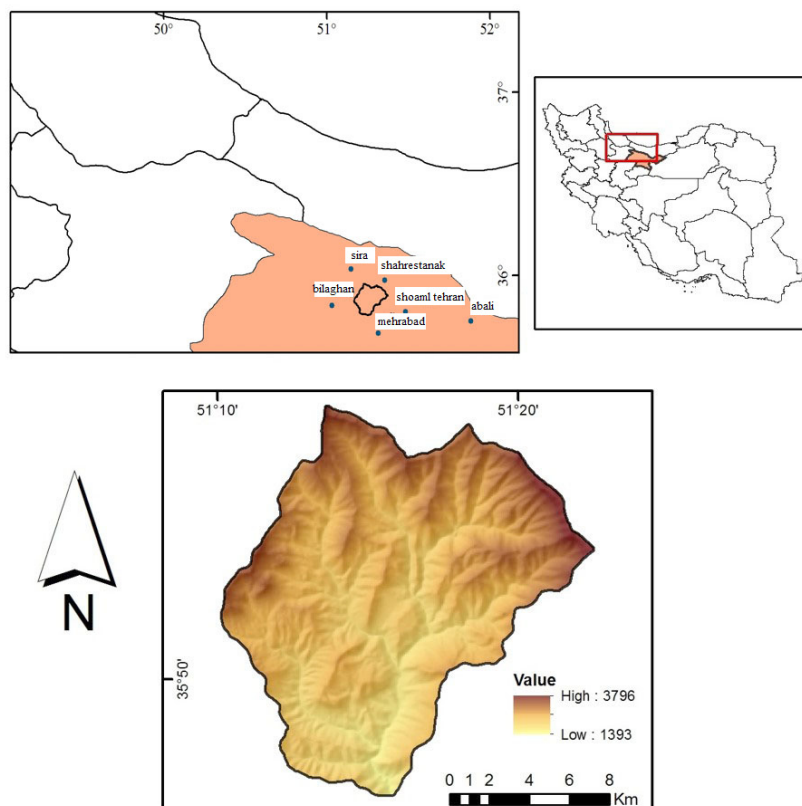 50° 51° 52°
37°
36°
sira
shahrestanak
bilaghan
shoaml tehran
abali
mehrabad
51°10' 51°20'
35°50'
N
Value
High : 3796
Low : 1393
0 1 2 4 6 8
Km